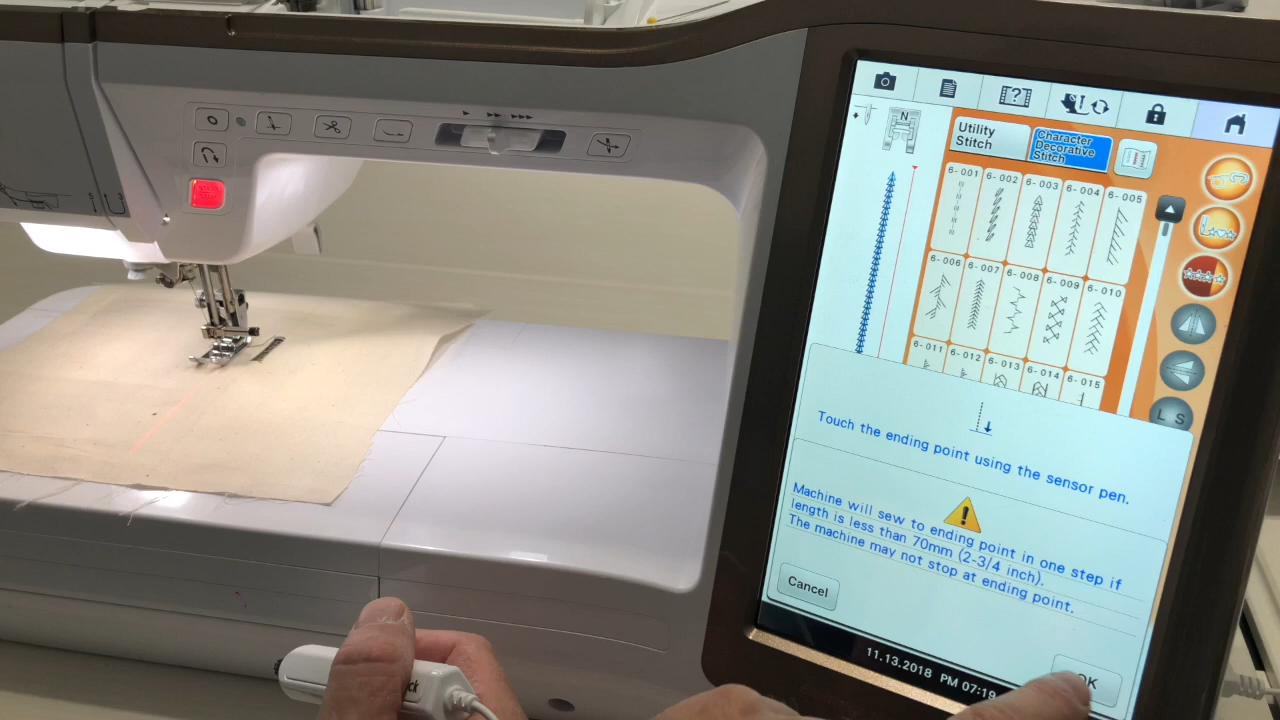 N
Utility
Stitch
Character
Decorative
Stitch
6-001
6-002
6-003
6-004
6-005
6-006
6-007
6-008
6-009
6-010
6-011
6-012
6-013
6-014
6-015
L S
Touch the ending point using the sensor pen.
Machine will sew to ending point in one step if
length is less than 70mm (2-3/4 inch).
The machine may not stop at ending point.
Cancel
OK
11.13.2018 PM 07:19